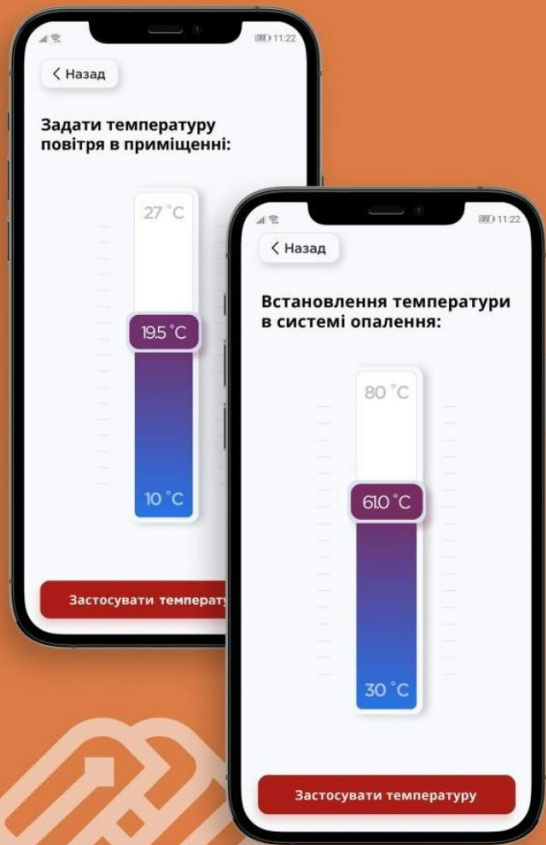 11:22
Назад
Задати температуру
повітря в приміщенні:
27 °C
19.5 °C
10 °C
Застосувати
11:22
Назад
Встановлення температури
в системі опалення:
80 °C
61.0 °C
30 °C
Застосувати температуру